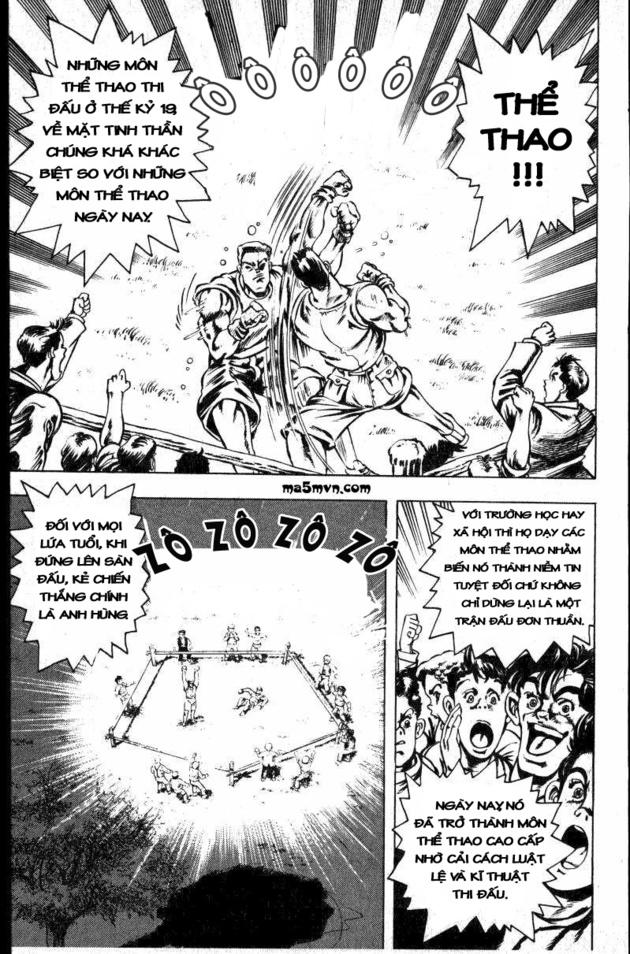 Ồ Ồ Ồ Ồ Ồ Ồ
THỂ
THAO
!!!
NHỮNG MÔN
THỂ THAO THI
ĐẤU Ở THẾ KỶ 19,
VỀ MẶT TINH THẦN
CHÚNG KHÁ KHÁC
BIỆT SO VỚI NHỮNG
MÔN THỂ THAO
NGÀY NAY.
ma5mvn.com
ĐỐI VỚI MỌI
LỨA TUỔI, KHI
ĐỨNG LÊN SÀN
ĐẤU, KẺ CHIẾN
THẮNG CHÍNH
LÀ ANH HÙNG.
ZÔ ZÔ ZÔ ZÔ
VỚI TRƯỜNG HỌC HAY
XÃ HỘI THÌ HỌ DẠY CÁC
MÔN THỂ THAO NHẰM
BIẾN NÓ THÀNH NIỀM TIN
TUYỆT ĐỐI CHỨ KHÔNG
CHỈ DỪNG LẠI LÀ MỘT
TRẬN ĐẤU ĐƠN THUẦN.
NGÀY NAY, NÓ
ĐÃ TRỞ THÀNH MÔN
THỂ THAO CAO CẤP
NHỜ CẢI CÁCH LUẬT
LỆ VÀ KĨ THUẬT
THI ĐẤU.